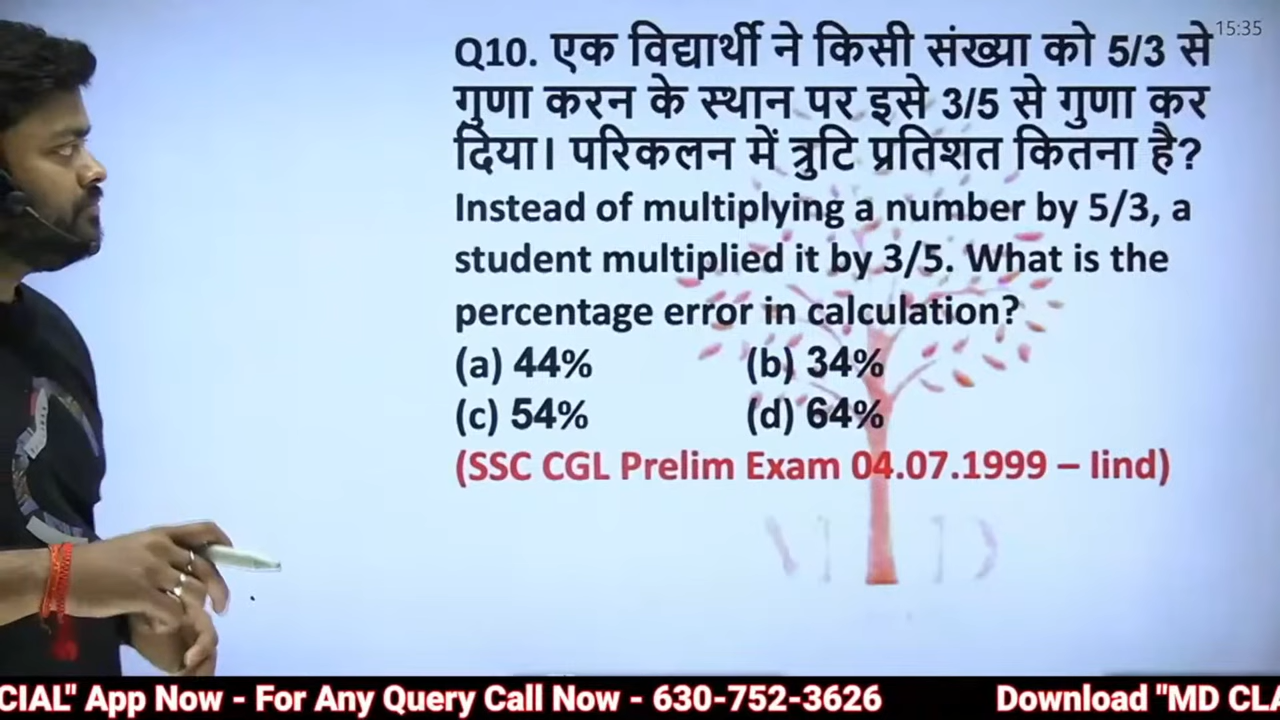 15:35
Q10. एक विद्यार्थी ने किसी संख्या को 5/3 से
गुणा करन के स्थान पर इसे 3/5 से गुणा कर
दिया। परिकलन में त्रुटि प्रतिशत कितना है?
Instead of multiplying a number by 5/3, a
student multiplied it by 3/5. What is the
percentage error in calculation?
(a) 44% (b) 34%
(c) 54% (d) 64%
(SSC CGL Prelim Exam 04.07.1999 – Iind)
CIAL" App Now - For Any Query Call Now - 630-752-3626 Download "MD CLA